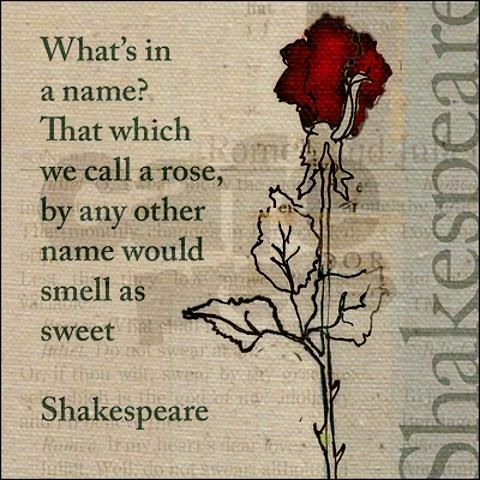 What's in
a name?
That which
we call a rose,
by any other
name would
smell as
sweet
Shakespeare
Shakespeare